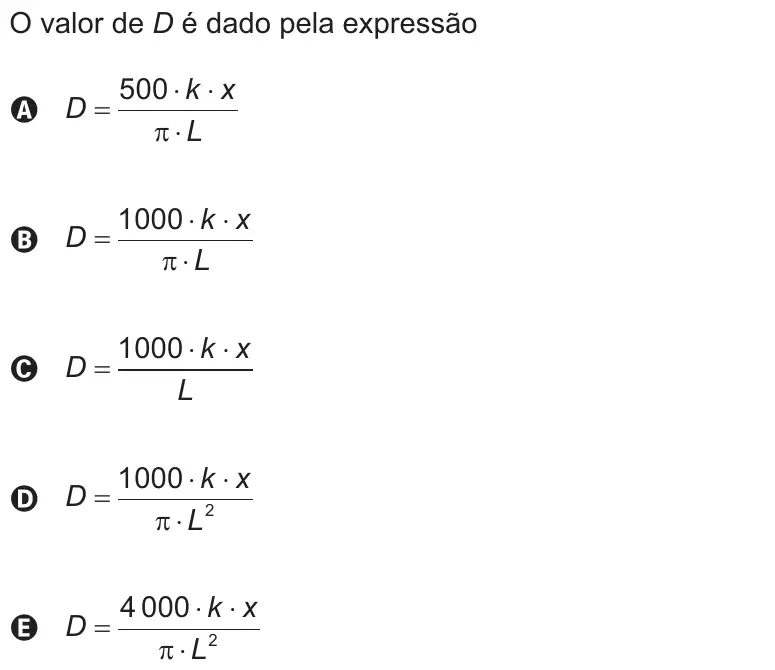 O valor de D é dado pela expressão
A D = 500 · k · x / π · L
B D = 1000 · k · x / π · L
C D = 1000 · k · x / L
D D = 1000 · k · x / π · L²
E D = 4 000 · k · x / π · L²